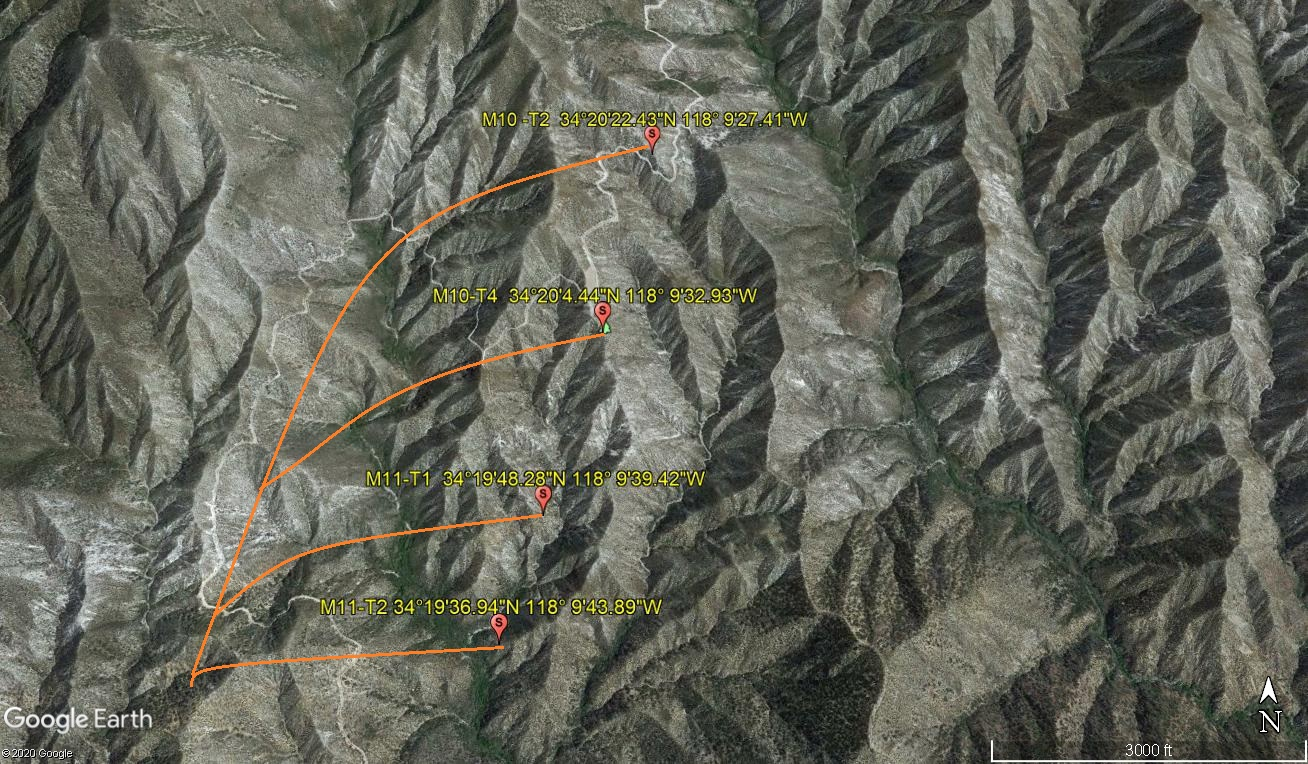 M10 -T2  34°20'22.43"N 118° 9'27.41"W
S
M10-T4  34°20'4.44"N 118° 9'32.93"W
S
M11-T1  34°19'48.28"N 118° 9'39.42"W
S
M11-T2 34°19'36.94"N 118° 9'43.89"W
S
Google Earth
N
©2020 Google
3000 ft